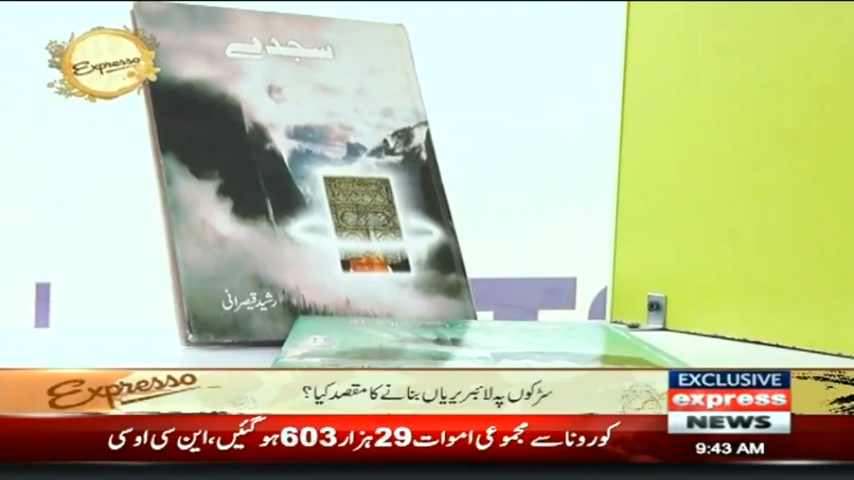 Expresso
سجدے
رشید قیصرانی
Expresso
سڑکوں پہ لائبریریاں بنانے کا مقصد کیا؟
EXCLUSIVE
express
NEWS
9:43 AM
کورونا سے مجموعی اموات 29 ہزار 603 ہو گئیں، این سی او سی